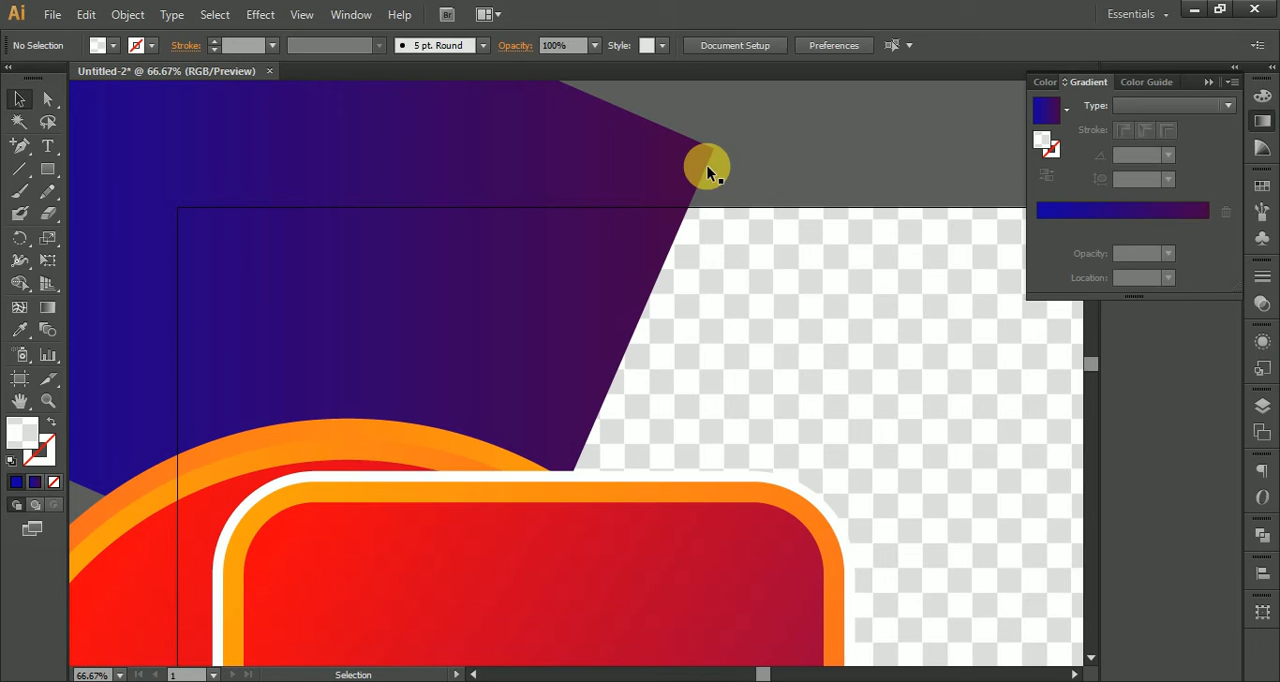 Ai File Edit Object Type Select Effect View Window Help Br Essentials
No Selection Stroke: 5 pt. Round Opacity: 100% Style: Document Setup Preferences
Untitled-2* @ 66.67% (RGB/Preview)
Color Gradient Color Guide
Type:
Stroke:
Opacity:
Location:
66.67% 1 Selection